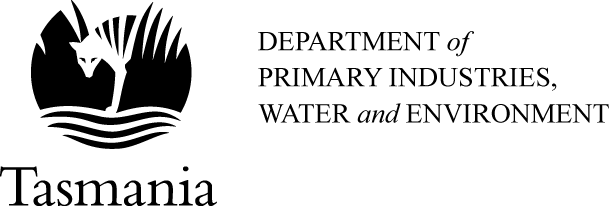 DEPARTMENT of
PRIMARY INDUSTRIES,
WATER and ENVIRONMENT
Tasmania